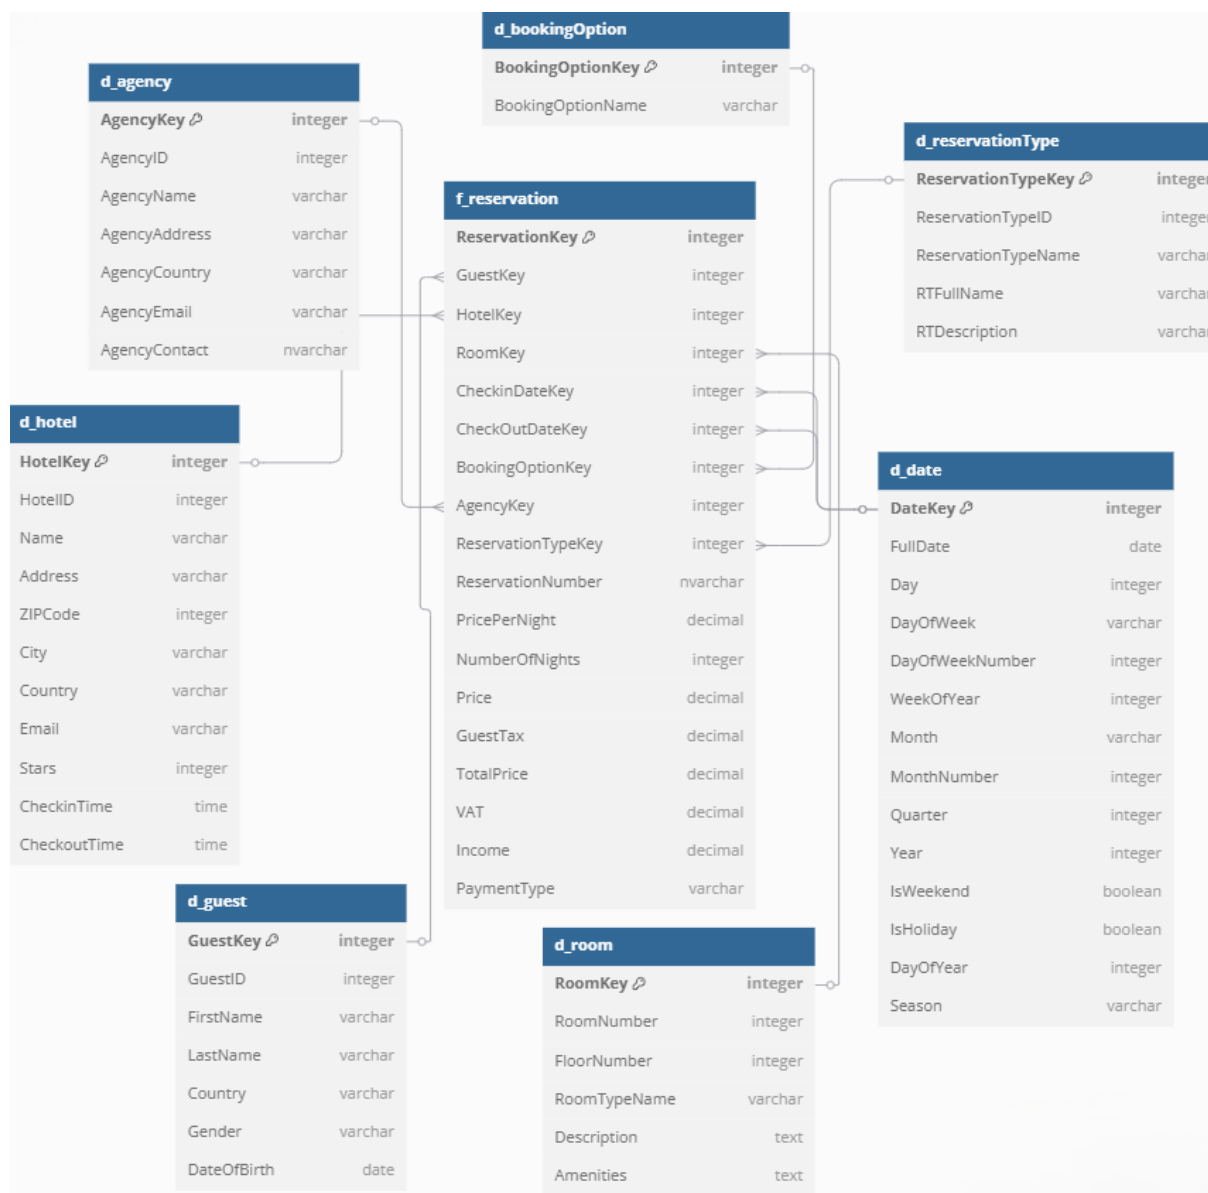 d_bookingOption
BookingOptionKey integer
BookingOptionName varchar
d_agency
AgencyKey integer
AgencyID integer
AgencyName varchar
AgencyAddress varchar
AgencyCountry varchar
AgencyEmail varchar
AgencyContact nvarchar
d_reservationType
ReservationTypeKey integer
ReservationTypeID integer
ReservationTypeName varchar
RTFullName varchar
RTDescription varchar
f_reservation
ReservationKey integer
GuestKey integer
HotelKey integer
RoomKey integer
CheckinDateKey integer
CheckOutDateKey integer
BookingOptionKey integer
AgencyKey integer
ReservationTypeKey integer
ReservationNumber nvarchar
PricePerNight decimal
NumberOfNights integer
Price decimal
GuestTax decimal
TotalPrice decimal
VAT decimal
Income decimal
PaymentType varchar
d_hotel
HotelKey integer
HotelID integer
Name varchar
Address varchar
ZIPCode integer
City varchar
Country varchar
Email varchar
Stars integer
CheckinTime time
CheckoutTime time
d_date
DateKey integer
FullDate date
Day integer
DayOfWeek varchar
DayOfWeekNumber integer
WeekOfYear integer
Month varchar
MonthNumber integer
Quarter integer
Year integer
IsWeekend boolean
IsHoliday boolean
DayOfYear integer
Season varchar
d_guest
GuestKey integer
GuestID integer
FirstName varchar
LastName varchar
Country varchar
Gender varchar
DateOfBirth date
d_room
RoomKey integer
RoomNumber integer
FloorNumber integer
RoomTypeName varchar
Description text
Amenities text